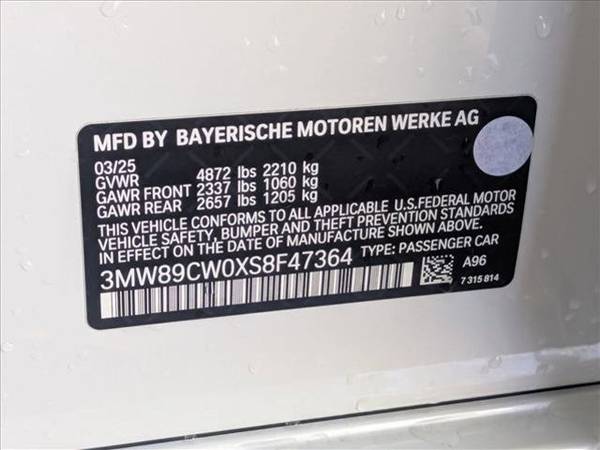 MFD BY BAYERISCHE MOTOREN WERKE AG
03/25
GVWR 4872 lbs 2210 kg
GAWR FRONT 2337 lbs 1060 kg
GAWR REAR 2657 lbs 1205 kg
THIS VEHICLE CONFORMS TO ALL APPLICABLE U.S.FEDERAL MOTOR
VEHICLE SAFETY, BUMPER AND THEFT PREVENTION STANDARDS
IN EFFECT ON THE DATE OF MANUFACTURE SHOWN ABOVE.
3MW89CW0XS8F47364 TYPE: PASSENGER CAR
A96
7 315 814